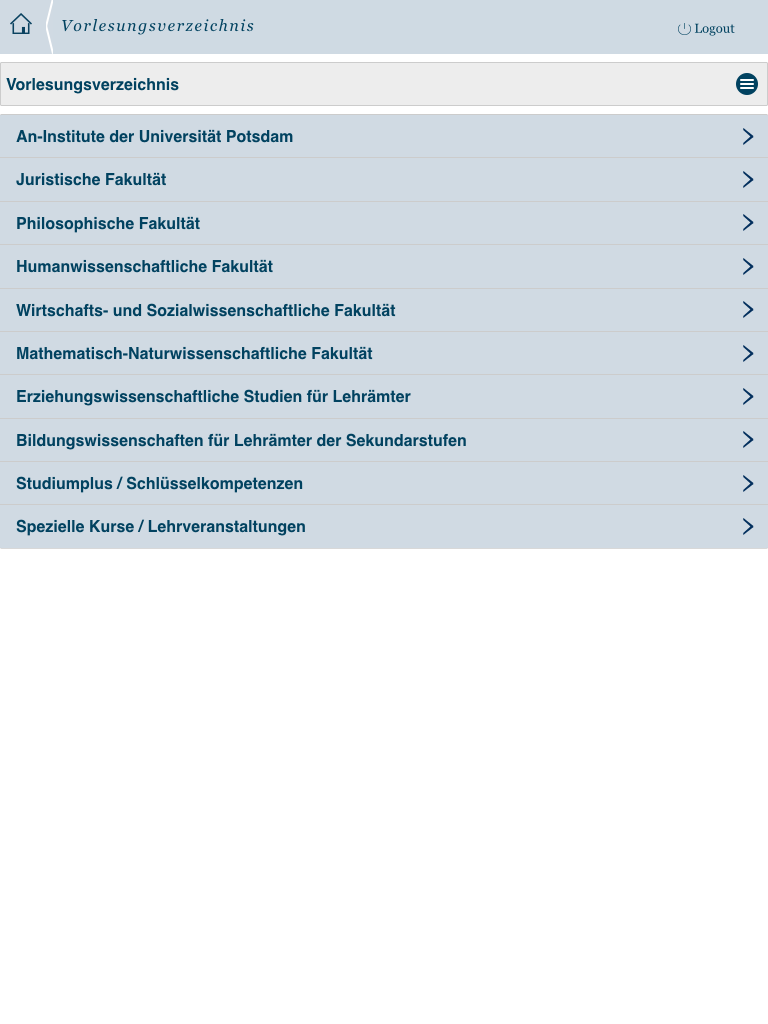 Vorlesungsverzeichnis
Logout
Vorlesungsverzeichnis
An-Institute der Universität Potsdam
Juristische Fakultät
Philosophische Fakultät
Humanwissenschaftliche Fakultät
Wirtschafts- und Sozialwissenschaftliche Fakultät
Mathematisch-Naturwissenschaftliche Fakultät
Erziehungswissenschaftliche Studien für Lehrämter
Bildungswissenschaften für Lehrämter der Sekundarstufen
Studiumplus / Schlüsselkompetenzen
Spezielle Kurse / Lehrveranstaltungen